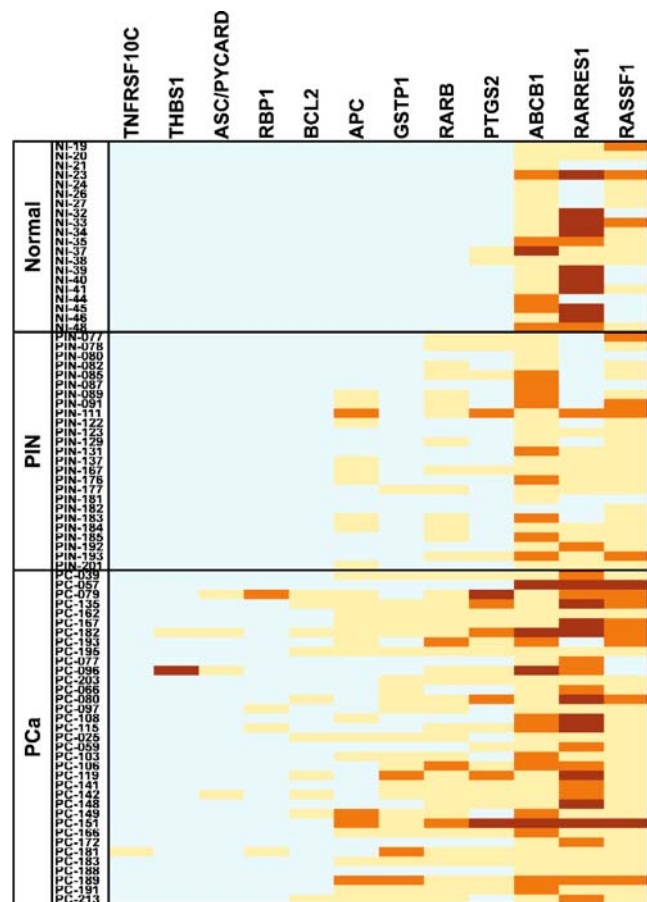 TNFRSF10C
THBS1
ASC/PYCARD
RBP1
BCL2
APC
GSTP1
RARB
PTGS2
ABCB1
RARRES1
RASSF1
Normal
NI-19
NI-20
NI-21
NI-23
NI-24
NI-26
NI-27
NI-32
NI-33
NI-34
NI-35
NI-37
NI-38
NI-39
NI-40
NI-41
NI-44
NI-45
NI-46
NI-48
PIN
PIN-077
PIN-078
PIN-080
PIN-082
PIN-085
PIN-087
PIN-089
PIN-091
PIN-111
PIN-122
PIN-123
PIN-129
PIN-131
PIN-137
PIN-167
PIN-176
PIN-177
PIN-181
PIN-182
PIN-183
PIN-184
PIN-185
PIN-192
PIN-193
PIN-201
PCa
PC-039
PC-057
PC-079
PC-135
PC-162
PC-167
PC-182
PC-193
PC-195
PC-077
PC-096
PC-203
PC-066
PC-080
PC-097
PC-108
PC-115
PC-025
PC-059
PC-103
PC-106
PC-119
PC-141
PC-142
PC-148
PC-149
PC-151
PC-166
PC-172
PC-181
PC-183
PC-188
PC-189
PC-191
PC-213